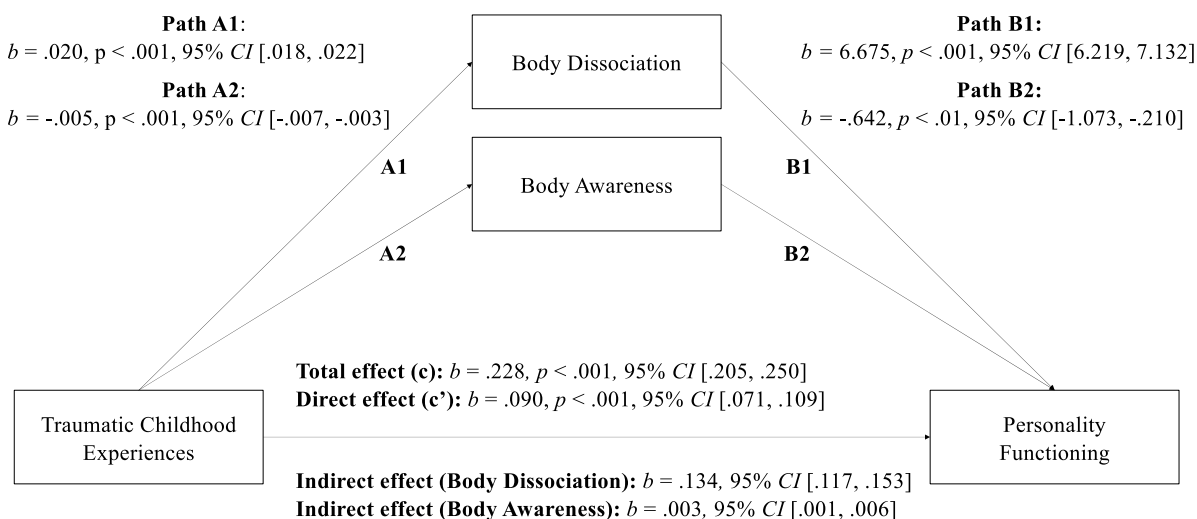 Path A1:
b = .020, p < .001, 95% CI [.018, .022]
Path A2:
b = -.005, p < .001, 95% CI [-.007, -.003]
Body Dissociation
Path B1:
b = 6.675, p < .001, 95% CI [6.219, 7.132]
Path B2:
b = -.642, p < .01, 95% CI [-1.073, -.210]
A1
Body Awareness
B1
A2
B2
Total effect (c): b = .228, p < .001, 95% CI [.205, .250]
Direct effect (c’): b = .090, p < .001, 95% CI [.071, .109]
Traumatic Childhood
Experiences
Personality
Functioning
Indirect effect (Body Dissociation): b = .134, 95% CI [.117, .153]
Indirect effect (Body Awareness): b = .003, 95% CI [.001, .006]